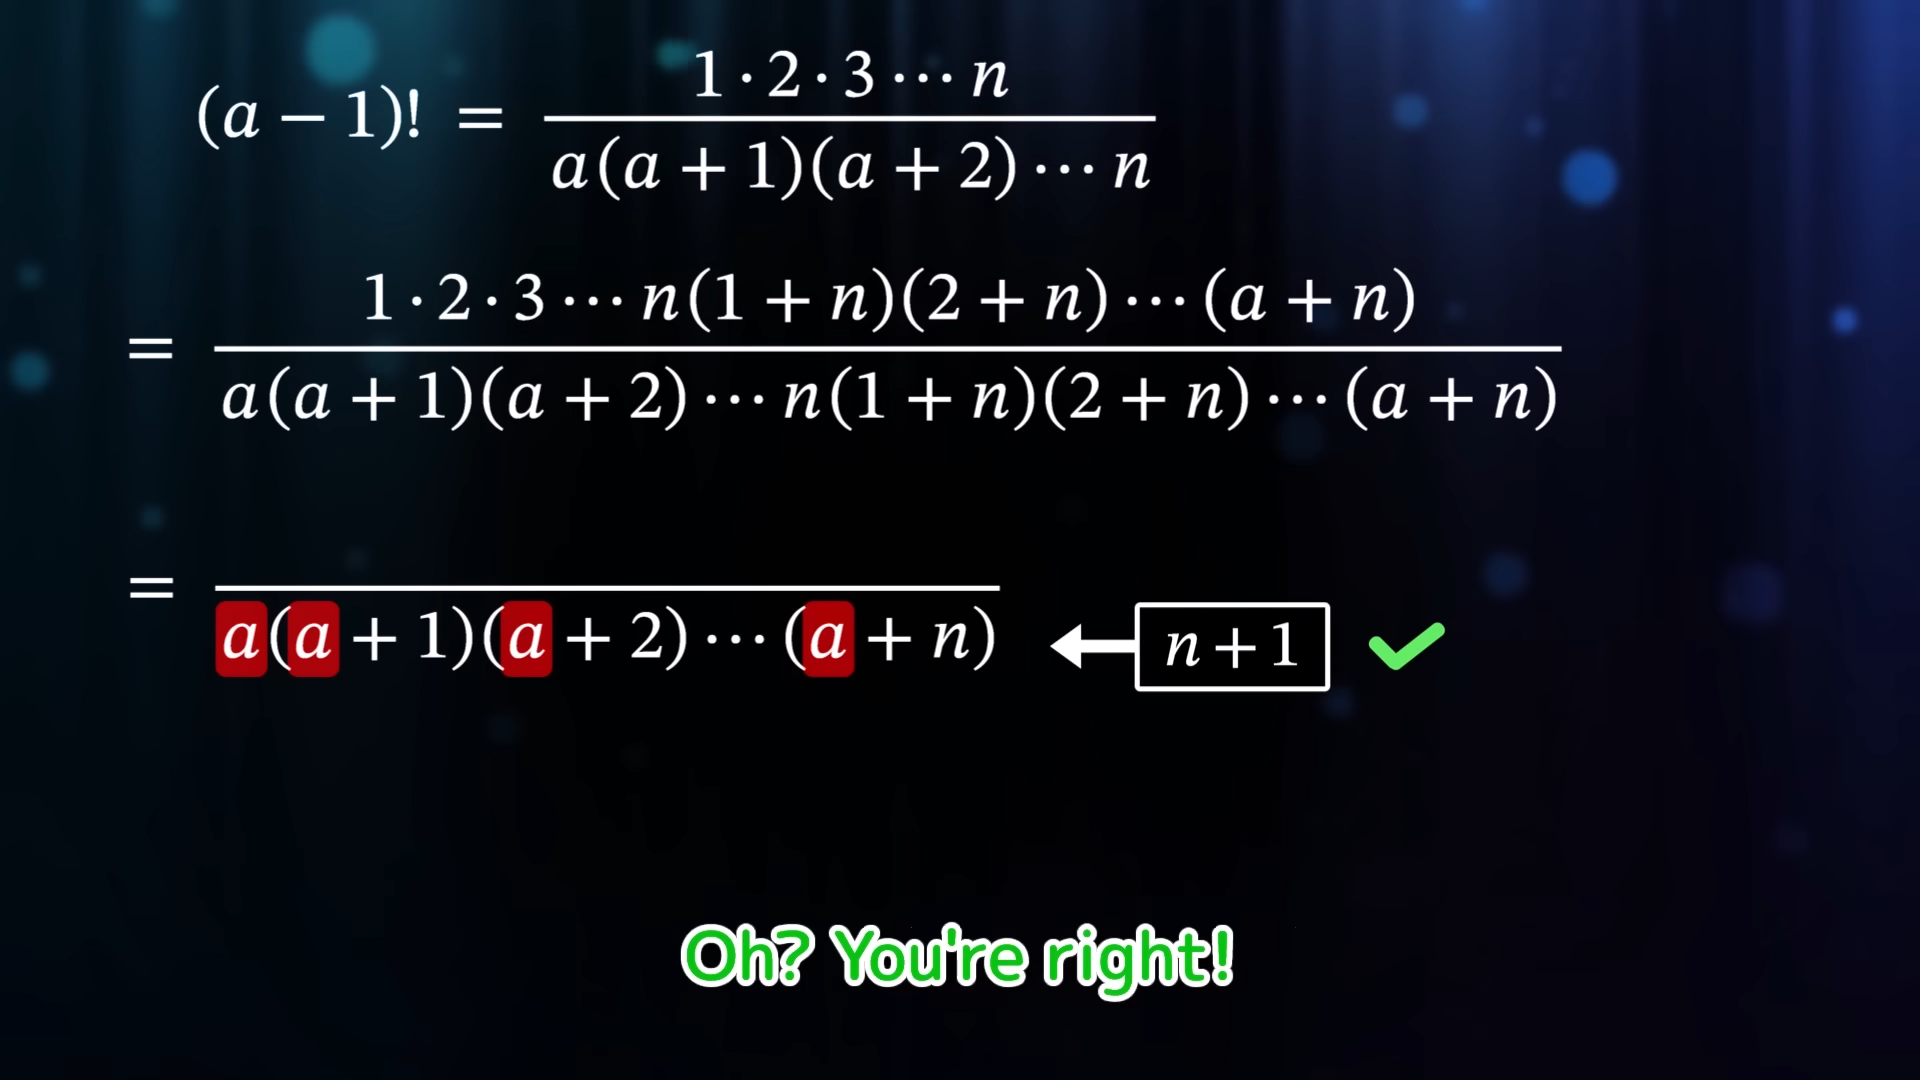 (a − 1)! = 1 · 2 · 3 ⋯ n / a(a + 1)(a + 2) ⋯ n
= 1 · 2 · 3 ⋯ n(1 + n)(2 + n) ⋯ (a + n) / a(a + 1)(a + 2) ⋯ n(1 + n)(2 + n) ⋯ (a + n)
= / a(a + 1)(a + 2) ⋯ (a + n) n + 1
Oh? You're right!